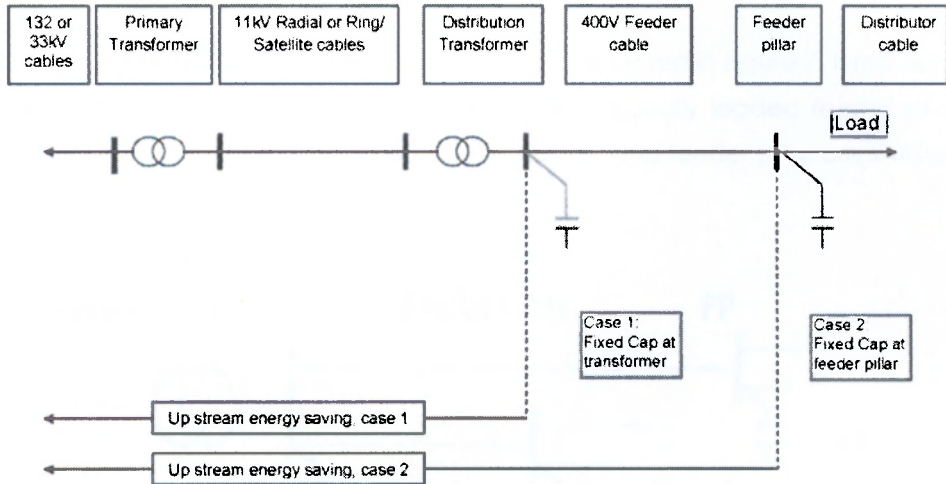 132 or
33kV
cables
Primary
Transformer
11kV Radial or Ring/
Satellite cables
Distribution
Transformer
400V Feeder
cable
Feeder
pillar
Distributor
cable
Load
Case 1:
Fixed Cap at
transformer
Case 2
Fixed Cap at
feeder pillar
Up stream energy saving, case 1
Up stream energy saving, case 2